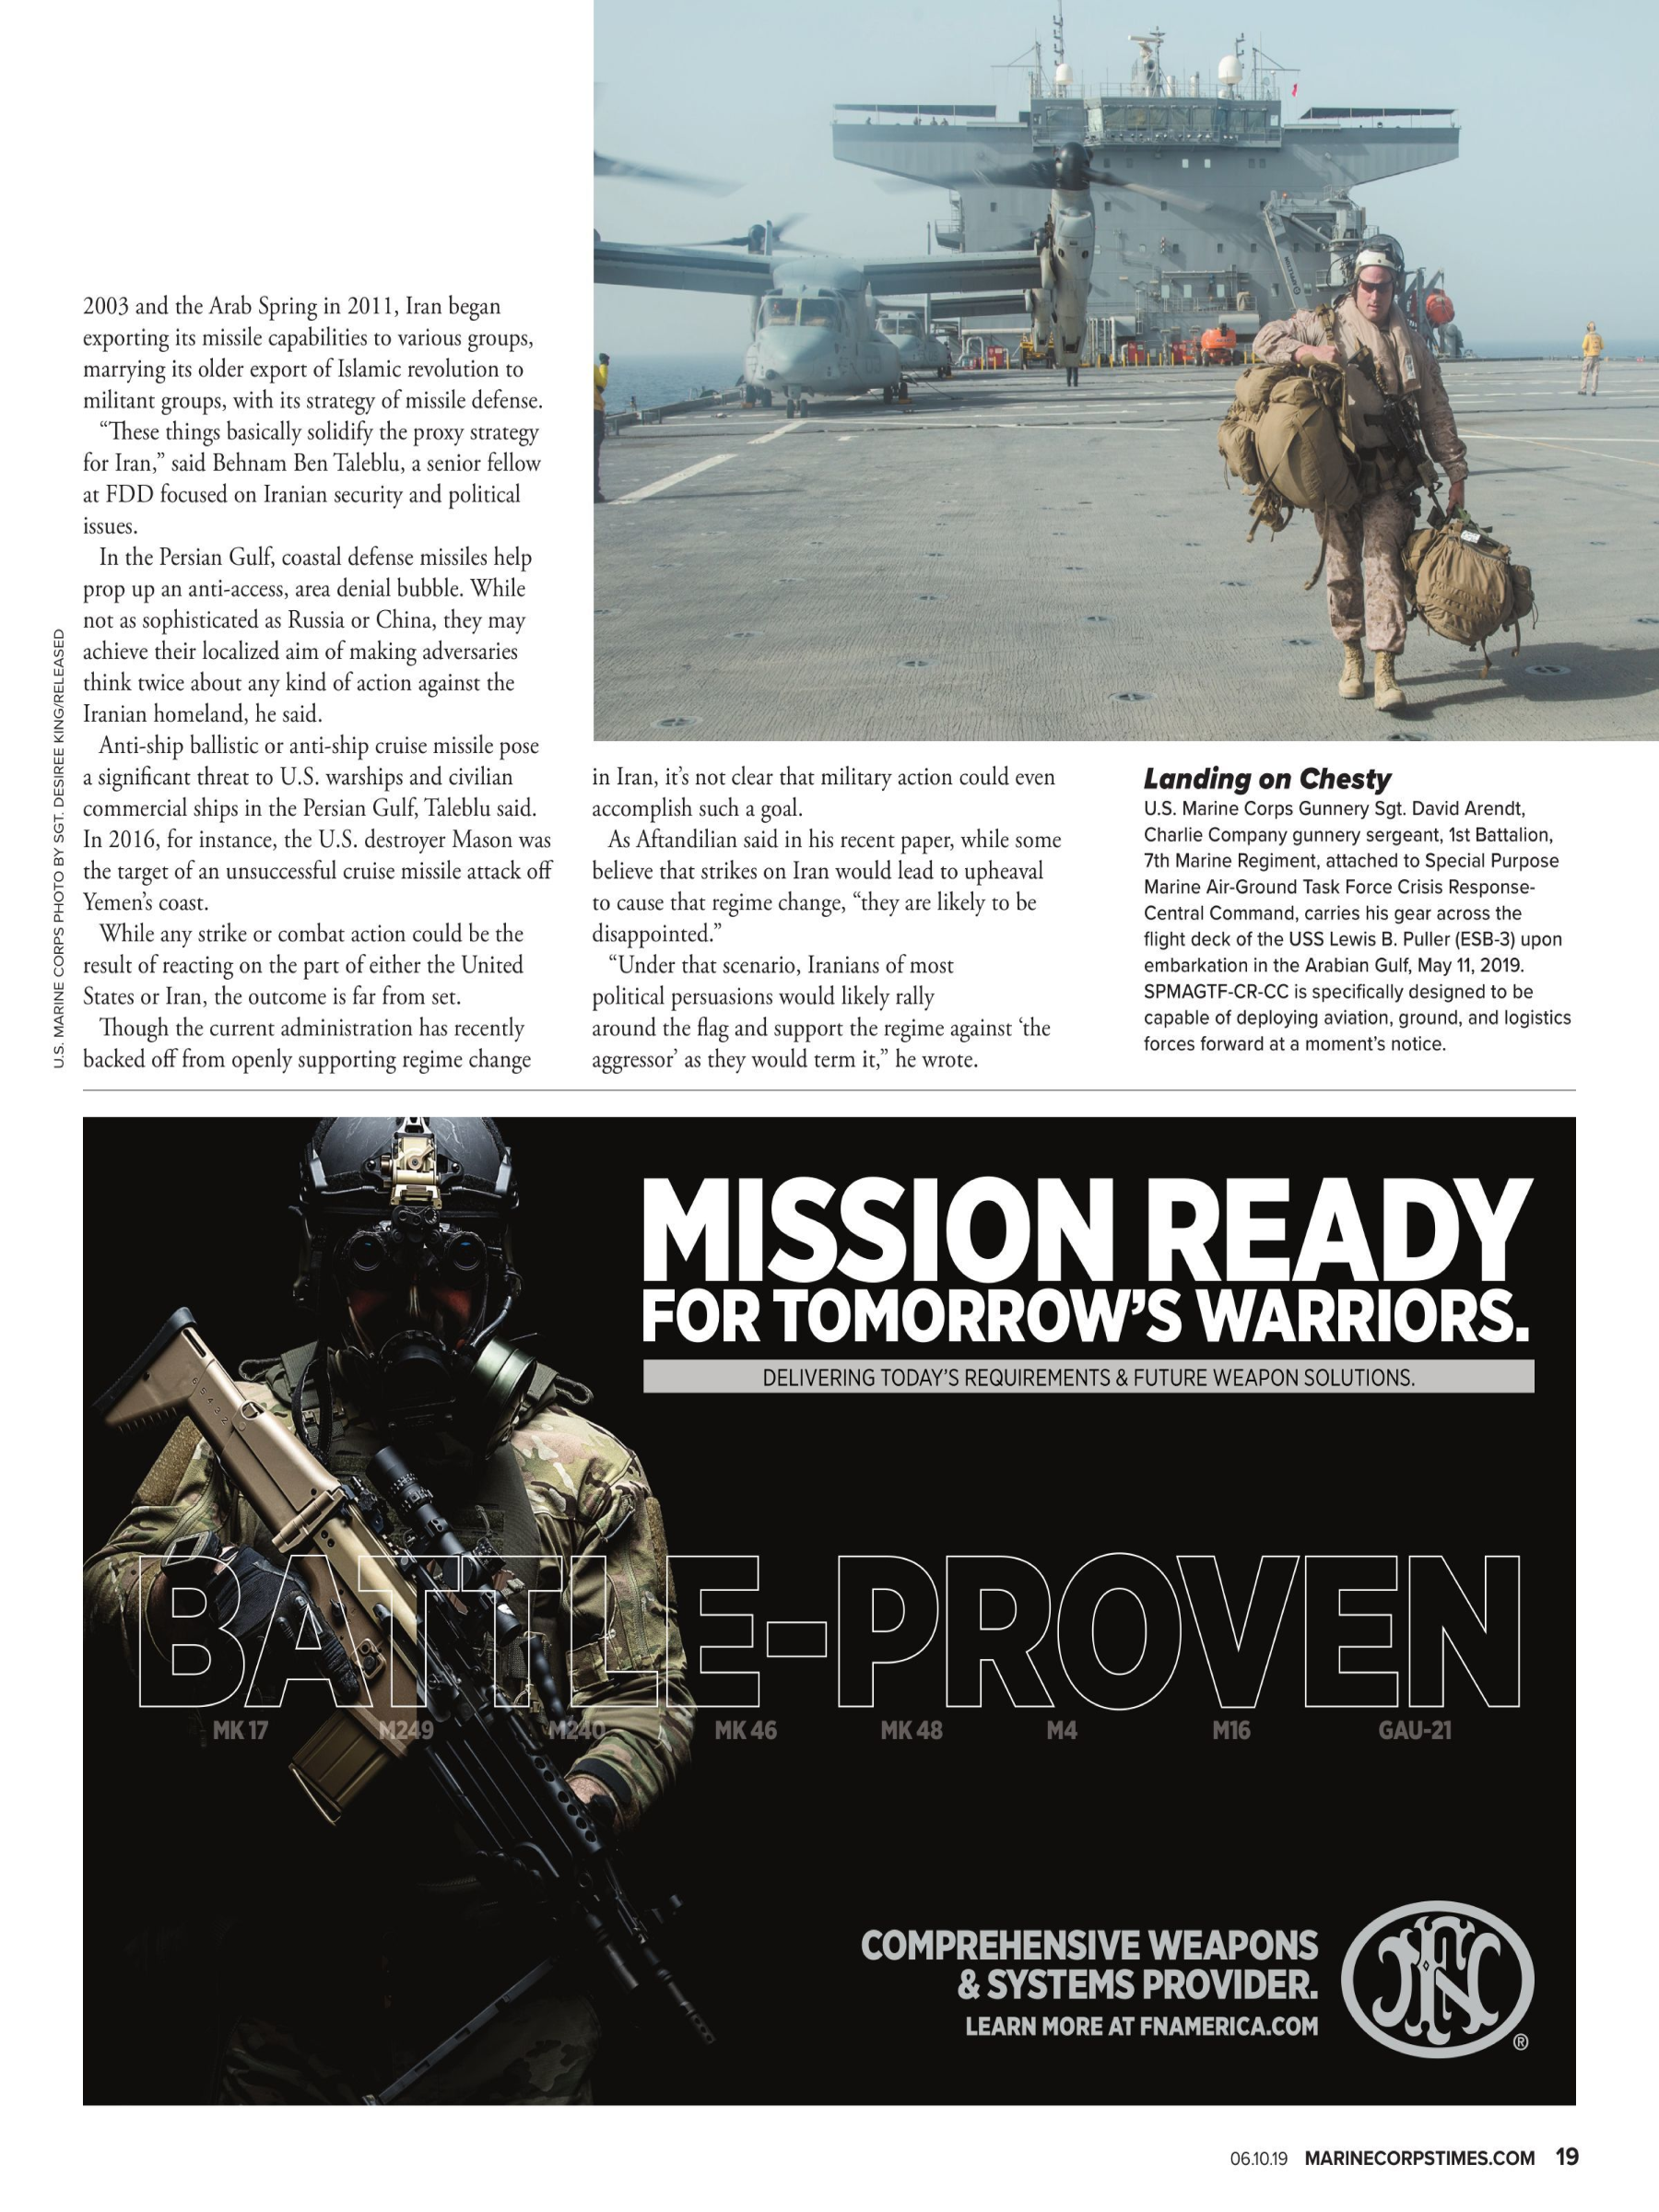 2003 and the Arab Spring in 2011, Iran began
exporting its missile capabilities to various groups,
marrying its older export of Islamic revolution to
militant groups, with its strategy of missile defense.
“These things basically solidify the proxy strategy
for Iran,” said Behnam Ben Taleblu, a senior fellow
at FDD focused on Iranian security and political
issues.
In the Persian Gulf, coastal defense missiles help
prop up an anti-access, area denial bubble. While
not as sophisticated as Russia or China, they may
achieve their localized aim of making adversaries
think twice about any kind of action against the
Iranian homeland, he said.
Anti-ship ballistic or anti-ship cruise missile pose
a significant threat to U.S. warships and civilian
commercial ships in the Persian Gulf, Taleblu said.
In 2016, for instance, the U.S. destroyer Mason was
the target of an unsuccessful cruise missile attack off
Yemen’s coast.
While any strike or combat action could be the
result of reacting on the part of either the United
States or Iran, the outcome is far from set.
Though the current administration has recently
backed off from openly supporting regime change
in Iran, it’s not clear that military action could even
accomplish such a goal.
As Aftandilian said in his recent paper, while some
believe that strikes on Iran would lead to upheaval
to cause that regime change, “they are likely to be
disappointed.”
“Under that scenario, Iranians of most
political persuasions would likely rally
around the flag and support the regime against ‘the
aggressor’ as they would term it,” he wrote.
Landing on Chesty
U.S. Marine Corps Gunnery Sgt. David Arendt,
Charlie Company gunnery sergeant, 1st Battalion,
7th Marine Regiment, attached to Special Purpose
Marine Air-Ground Task Force Crisis Response-
Central Command, carries his gear across the
flight deck of the USS Lewis B. Puller (ESB-3) upon
embarkation in the Arabian Gulf, May 11, 2019.
SPMAGTF-CR-CC is specifically designed to be
capable of deploying aviation, ground, and logistics
forces forward at a moment’s notice.
U.S. MARINE CORPS PHOTO BY SGT. DESIREE KING/RELEASED
MISSION READY
FOR TOMORROW’S WARRIORS.
DELIVERING TODAY’S REQUIREMENTS & FUTURE WEAPON SOLUTIONS.
6 5 4 3 2
BATTLE-PROVEN
MK 17 M249 M240 MK 46 MK 48 M4 M16 GAU-21
COMPREHENSIVE WEAPONS
& SYSTEMS PROVIDER.
LEARN MORE AT FNAMERICA.COM
FN
®
06.10.19 MARINECORPSTIMES.COM 19